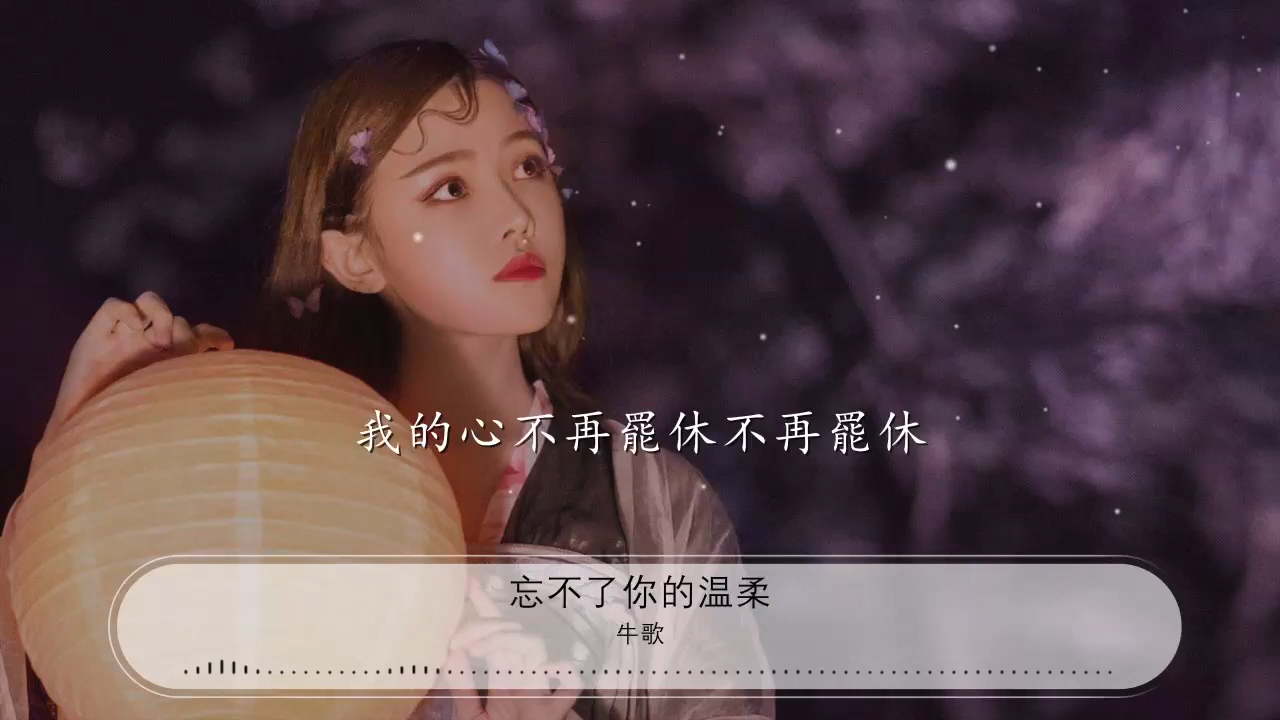 我的心不再罷休不再罷休
忘不了你的温柔
牛歌